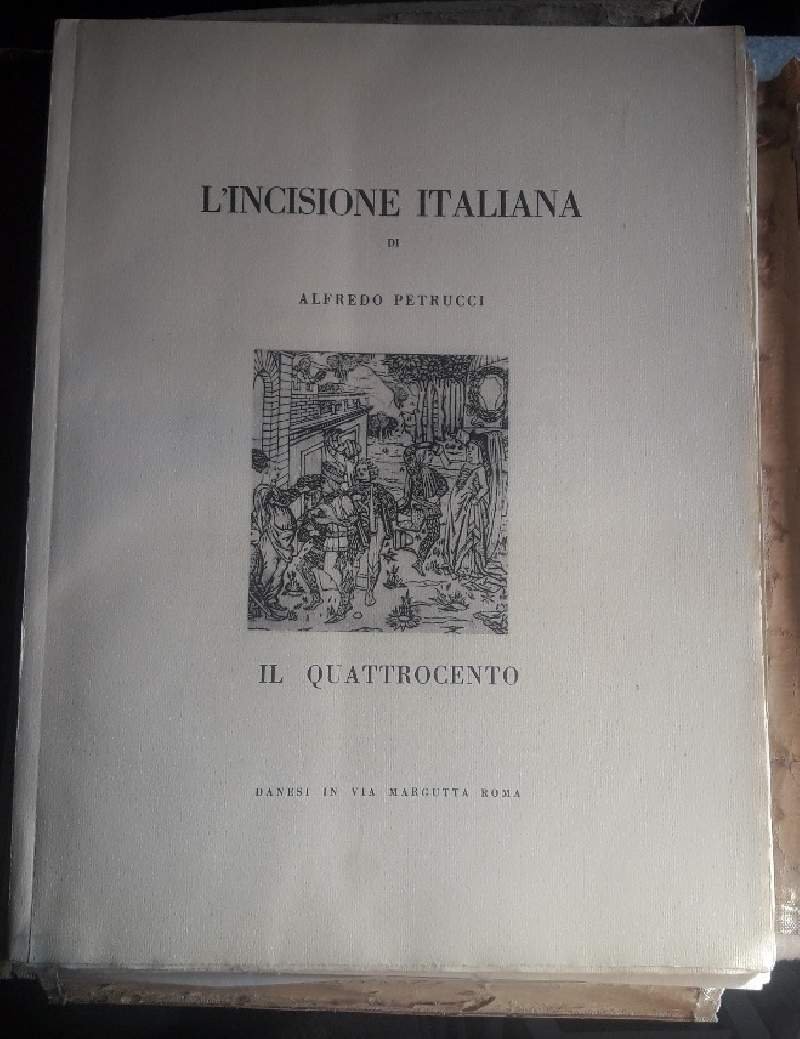 L'INCISIONE ITALIANA
DI
ALFREDO PETRUCCI
IL QUATTROCENTO
DANESI IN VIA MARGUTTA ROMA